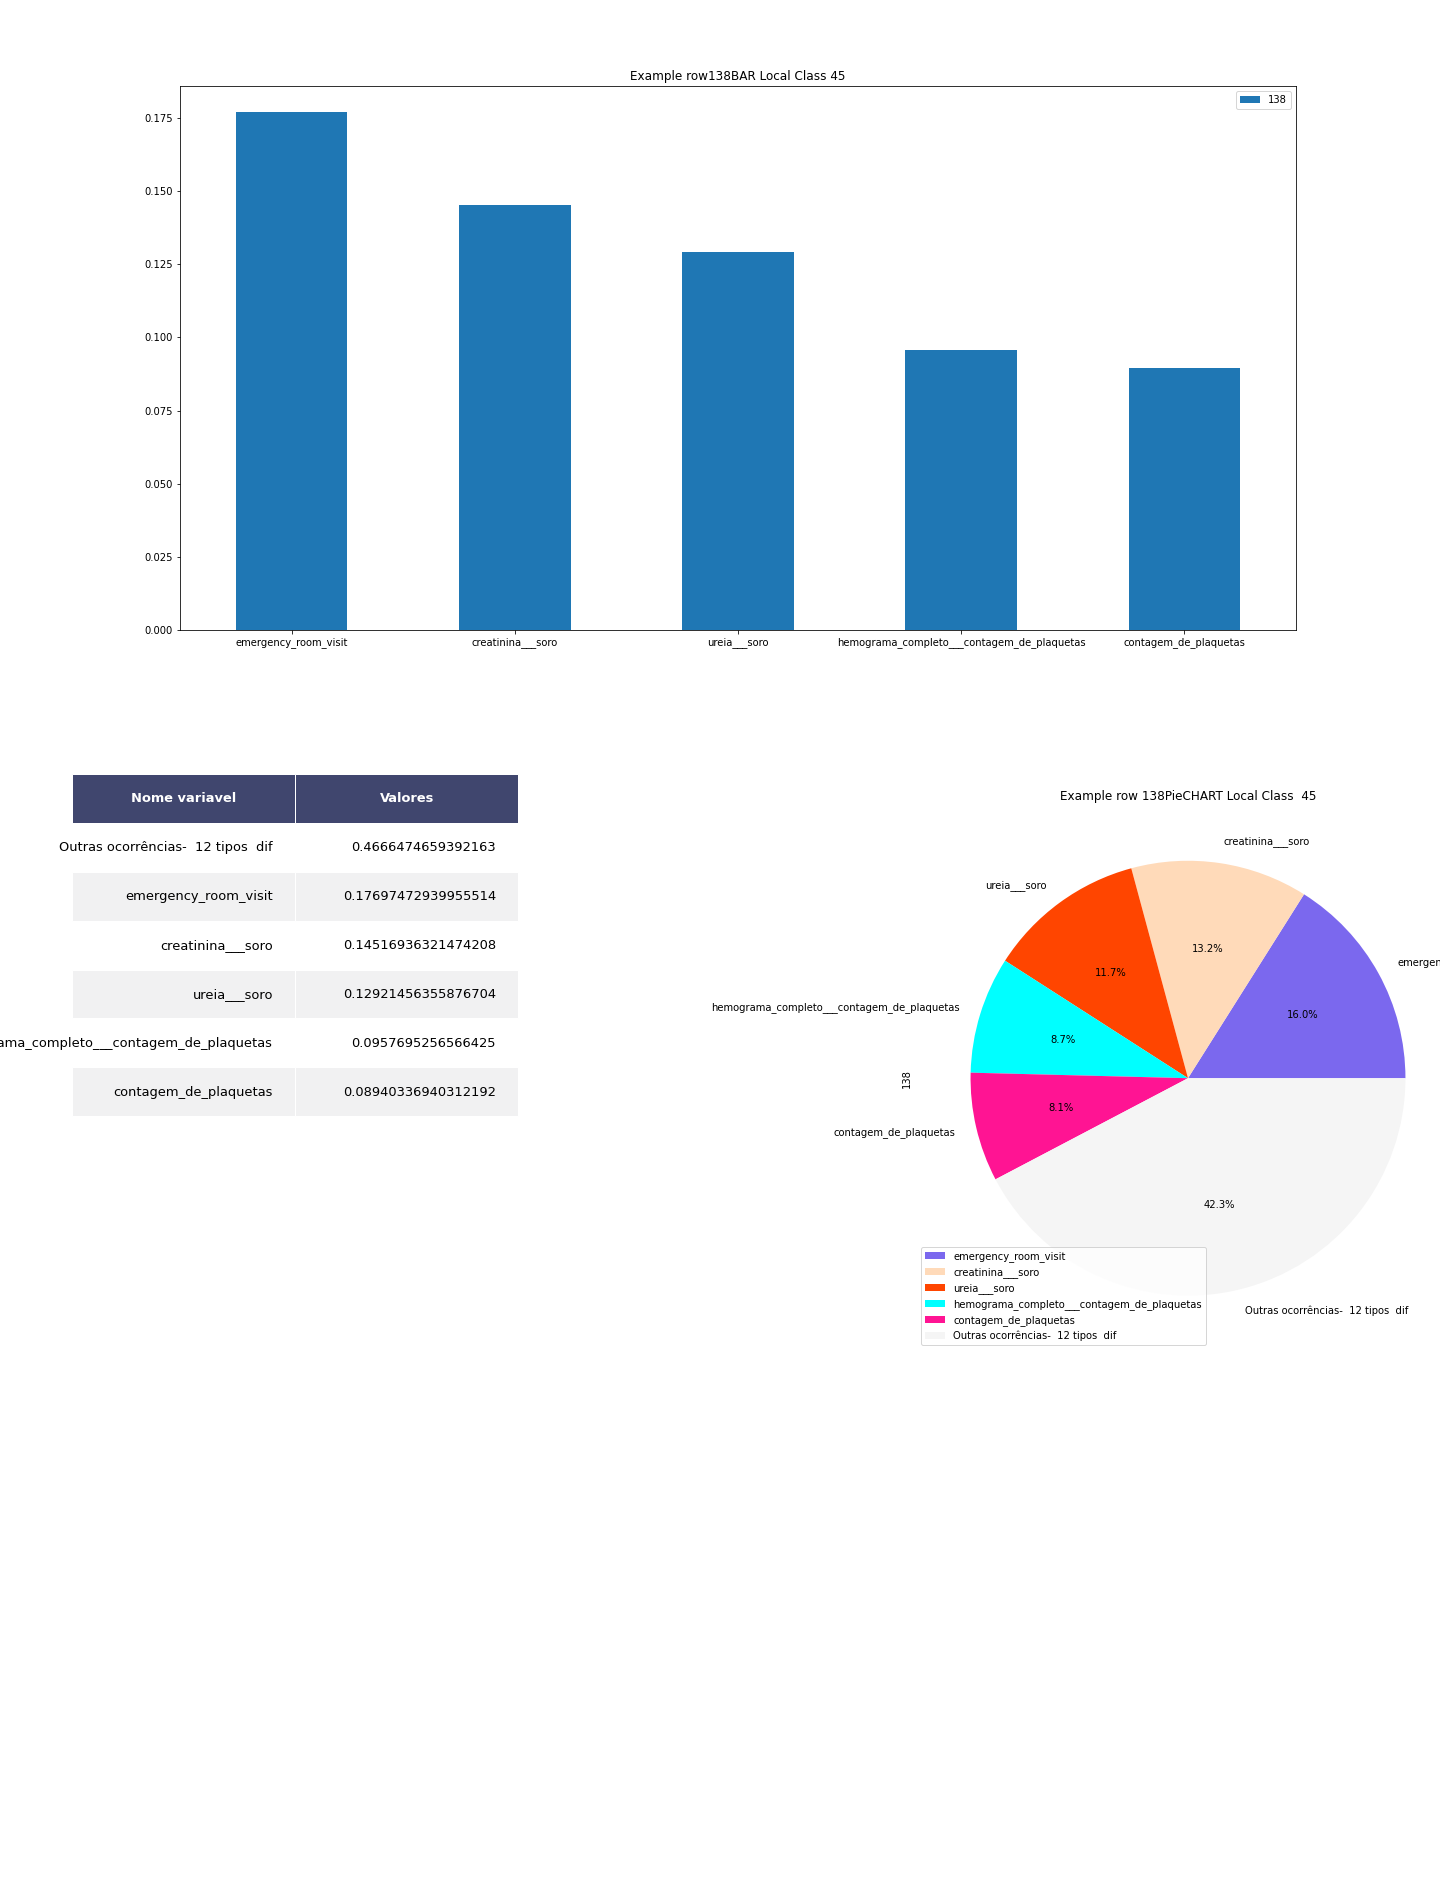 Example row138BAR Local Class 45
138
0.175
0.150
0.125
0.100
0.075
0.050
0.025
0.000
emergency_room_visit
creatinina___soro
ureia___soro
hemograma_completo___contagem_de_plaquetas
contagem_de_plaquetas
Nome variavel Valores
Outras ocorrências- 12 tipos dif 0.4666474659392163
emergency_room_visit 0.17697472939955514
creatinina___soro 0.14516936321474208
ureia___soro 0.12921456355876704
ama_completo___contagem_de_plaquetas 0.0957695256566425
contagem_de_plaquetas 0.08940336940312192
Example row 138PieCHART Local Class 45
creatinina___soro
ureia___soro
emergen
hemograma_completo___contagem_de_plaquetas
contagem_de_plaquetas
138
13.2%
11.7%
16.0%
8.7%
8.1%
42.3%
emergency_room_visit
creatinina___soro
ureia___soro
hemograma_completo___contagem_de_plaquetas
contagem_de_plaquetas
Outras ocorrências- 12 tipos dif
Outras ocorrências- 12 tipos dif